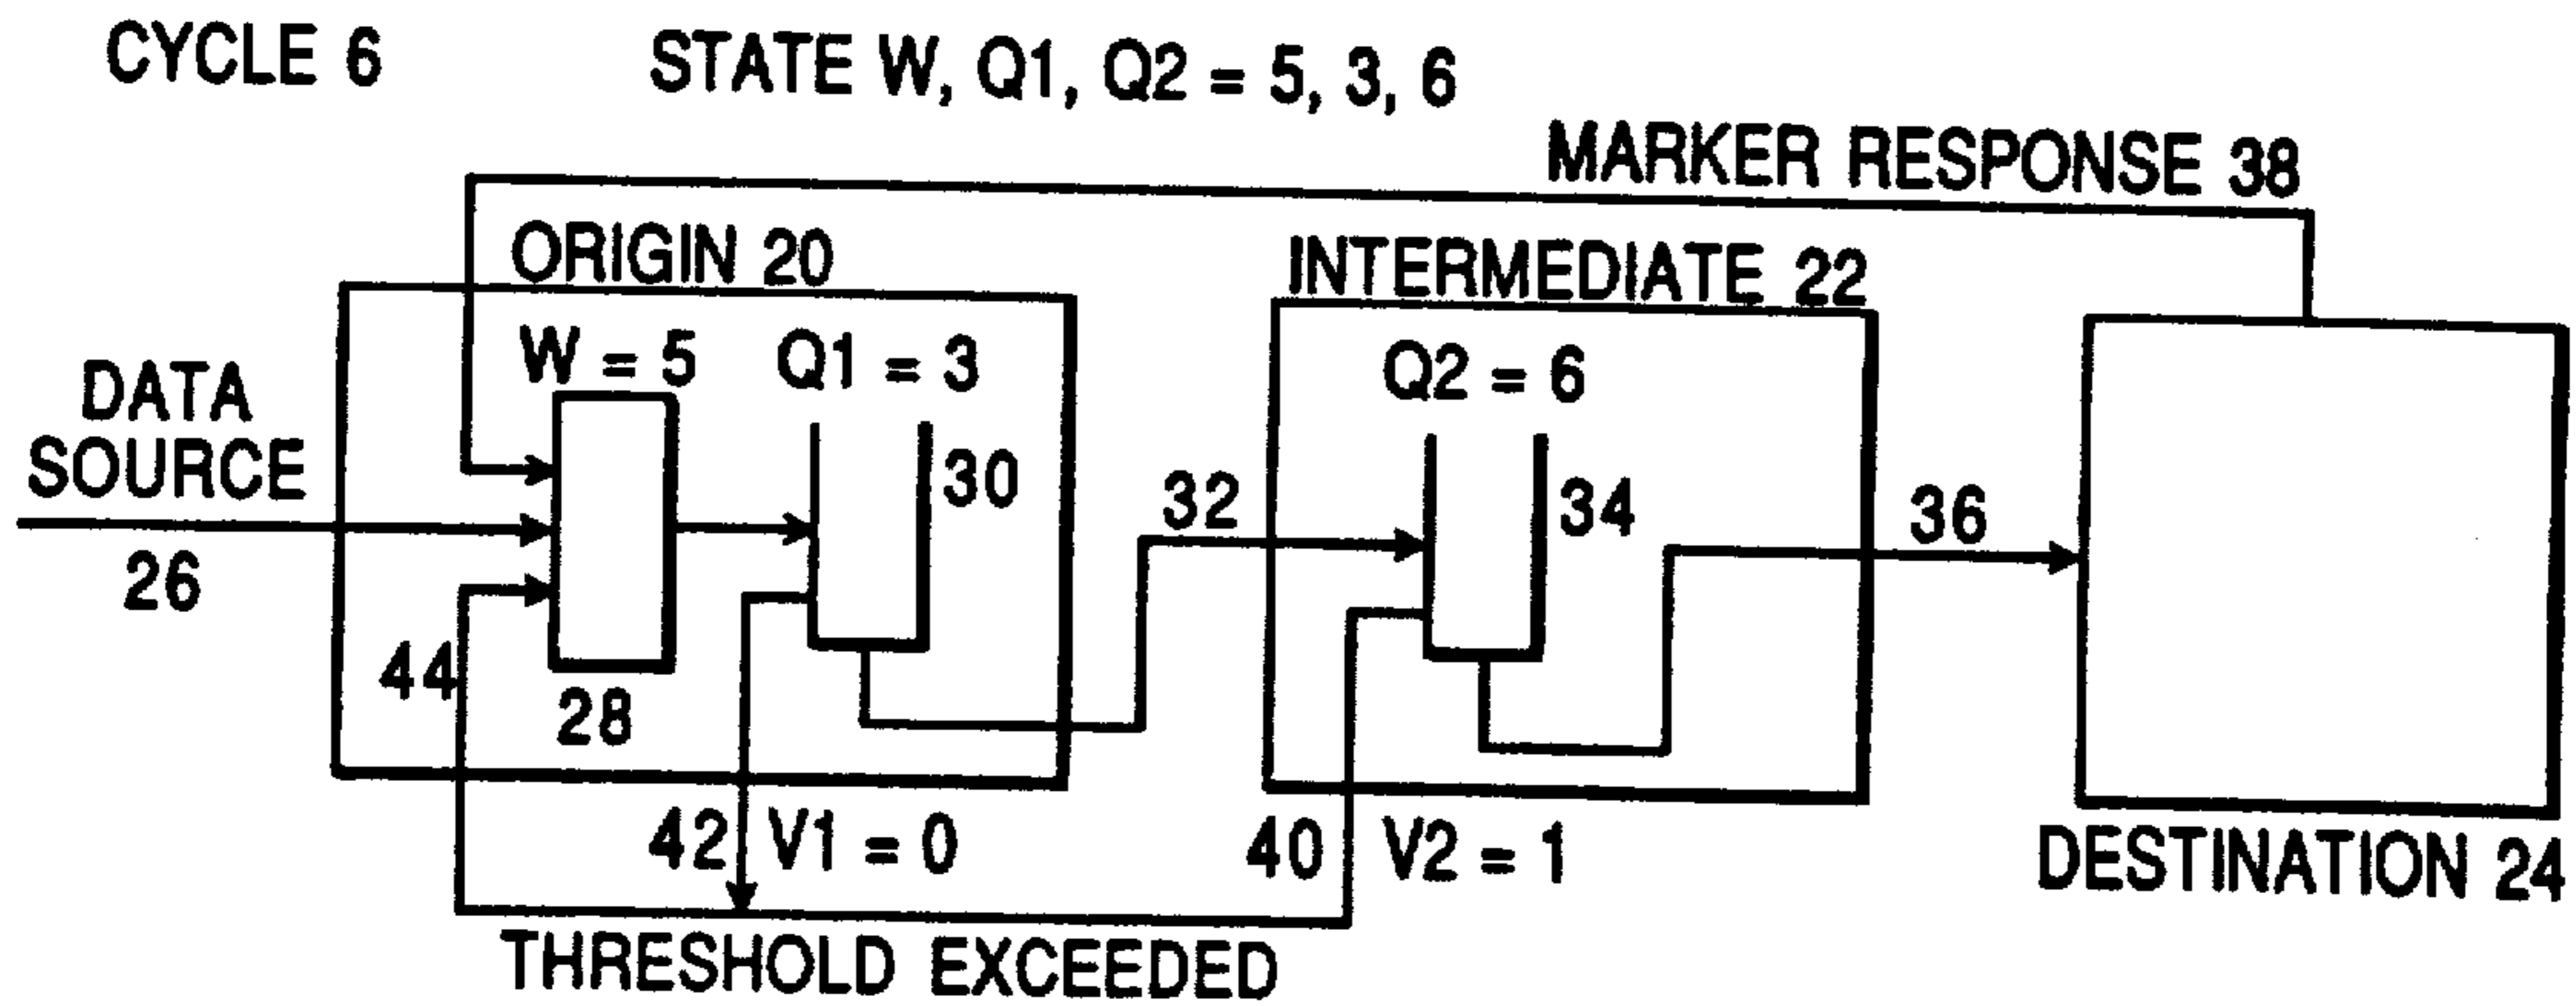 CYCLE 6
STATE W, Q1, Q2 = 5, 3, 6
MARKER RESPONSE 38
ORIGIN 20
INTERMEDIATE 22
W = 5
Q1 = 3
Q2 = 6
DATA
SOURCE
30
32
34
36
26
44
28
42
V1 = 0
40
V2 = 1
DESTINATION 24
THRESHOLD EXCEEDED